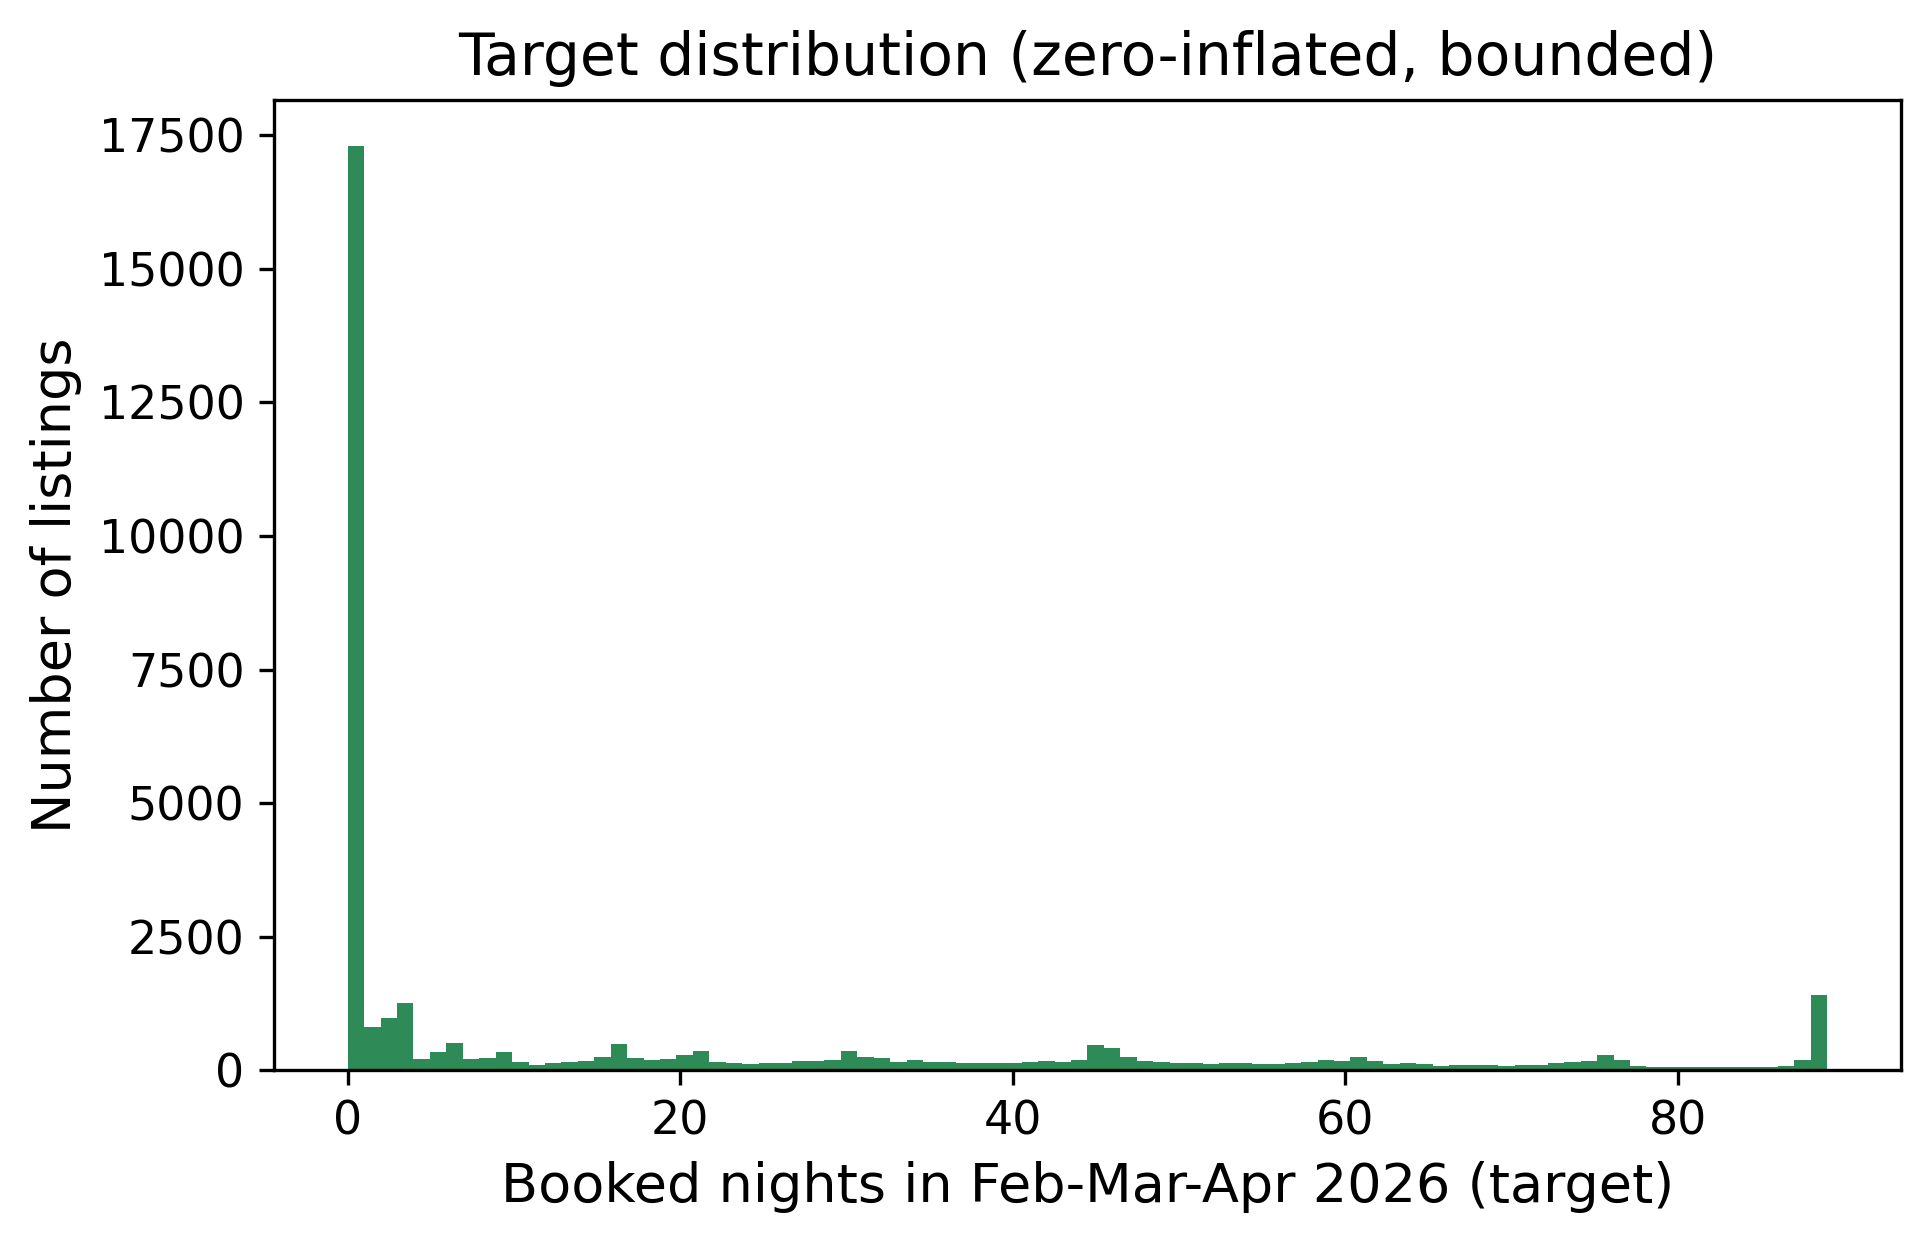 Target distribution (zero-inflated, bounded)
17500
15000
12500
10000
7500
5000
2500
0
Number of listings
0 20 40 60 80
Booked nights in Feb-Mar-Apr 2026 (target)